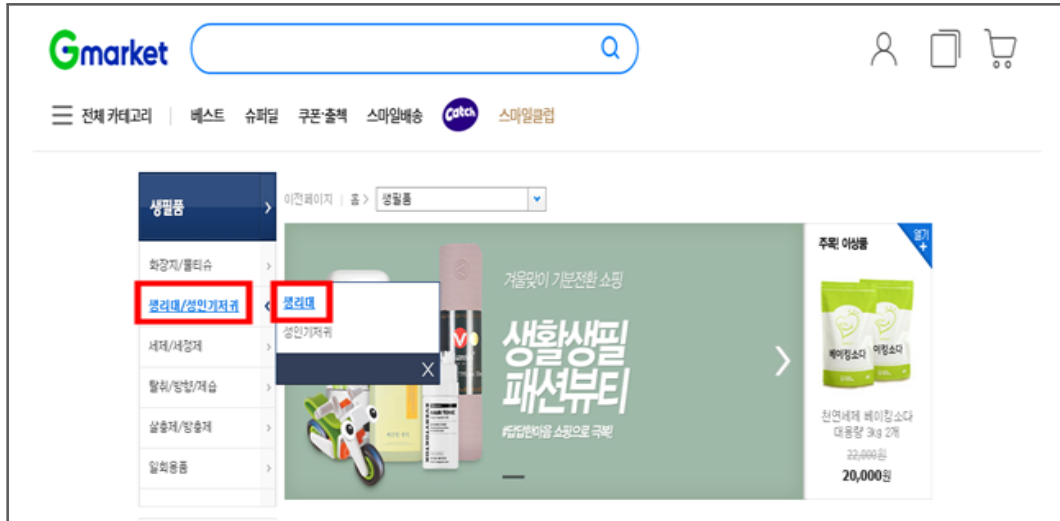 Gmarket
전체 카테고리 | 베스트 슈퍼딜 쿠폰·출첵 스마일배송 Catch 스마일클럽
생필품
이전페이지 | 홈 > 생필품
화장지/물티슈
생리대/성인기저귀
생리대
성인기저귀
X
세제/세정제
탈취/방향/제습
살충제/방충제
일회용품
겨울맞이 기분전환 쇼핑
생활생필
패션뷰티
#답답한마음 쇼핑으로 극복!
HAIR TONIC
주목! 이상품
열기
+
베이킹소다
베이킹소다
천연세제 베이킹소다
대용량 3kg 2개
22,000원
20,000원